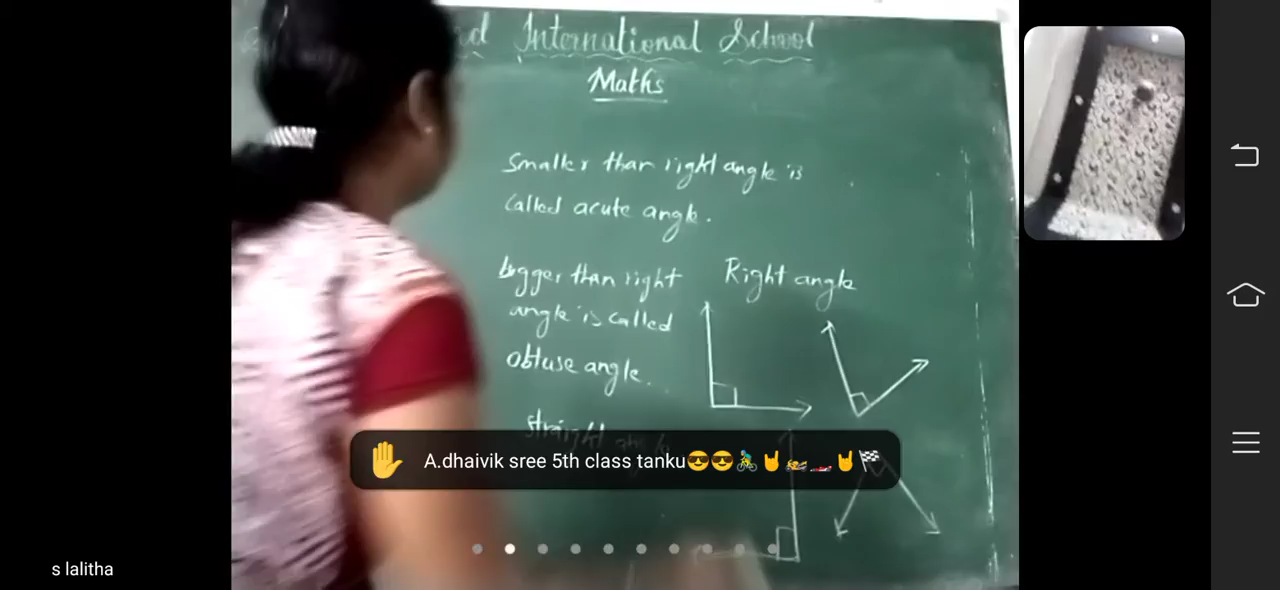 International School
Maths
Smaller than right angle is
called acute angle.
bigger than right
angle is called
obtuse angle.
Right angle
straight
A.dhaivik sree 5th class tanku😎😎🚴🤘🏍️🏎️🤘🏁
s lalitha